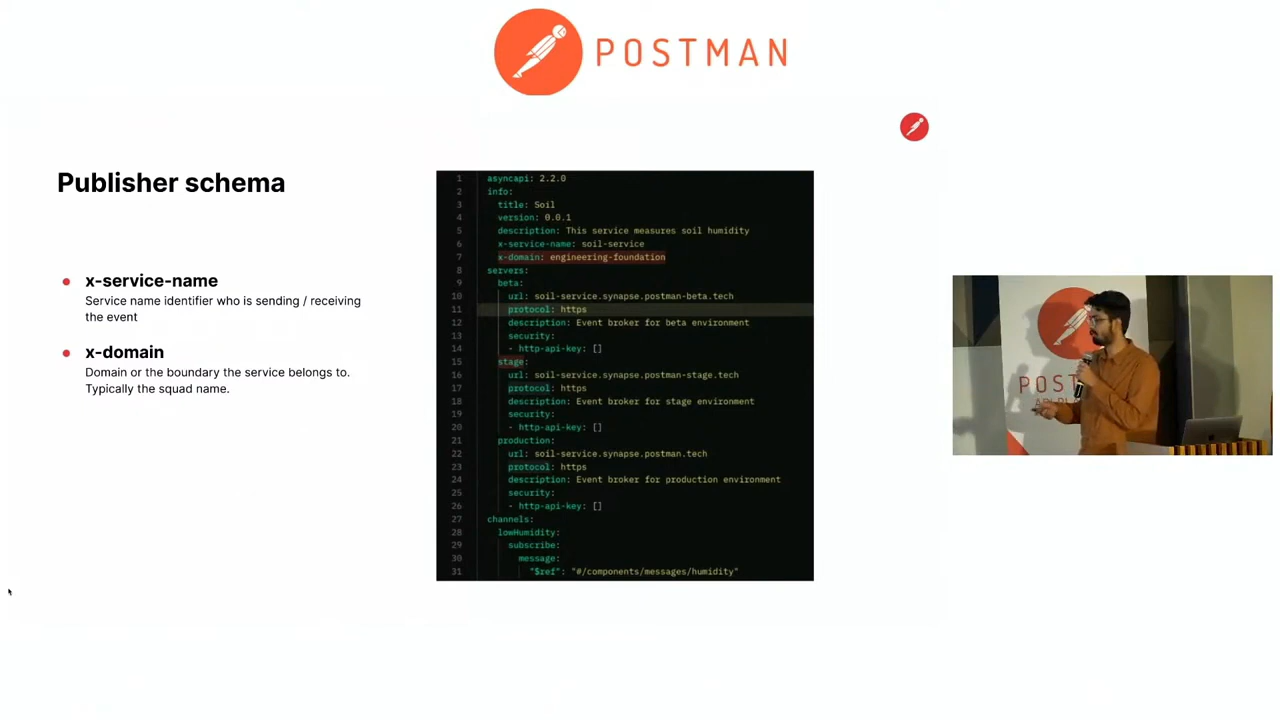 POSTMAN
Publisher schema
x-service-name
Service name identifier who is sending / receiving
the event
x-domain
Domain or the boundary the service belongs to.
Typically the squad name.
1 asyncapi: 2.2.0
2 info:
3 title: Soil
4 version: 0.0.1
5 description: This service measures soil humidity
6 x-service-name: soil-service
7 x-domain: engineering-foundation
8 servers:
9 beta:
10 url: soil-service.synapse.postman-beta.tech
11 protocol: https
12 description: Event broker for beta environment
13 security:
14 - http-api-key: []
15 stage:
16 url: soil-service.synapse.postman-stage.tech
17 protocol: https
18 description: Event broker for stage environment
19 security:
20 - http-api-key: []
21 production:
22 url: soil-service.synapse.postman.tech
23 protocol: https
24 description: Event broker for production environment
25 security:
26 - http-api-key: []
27 channels:
28 lowHumidity:
29 subscribe:
30 message:
31 "$ref": "#/components/messages/humidity"